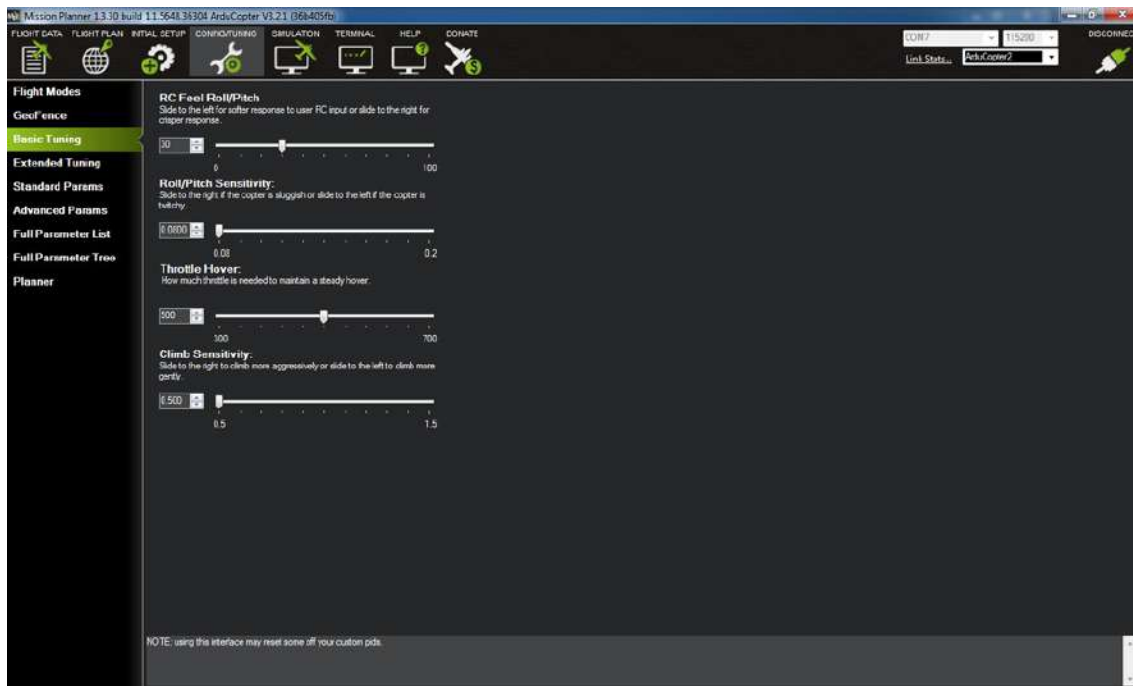 Mission Planner 1.3.30 build 1.1.5648.36304 ArduCopter V3.2.1 (36b405fb)
FLIGHT DATA FLIGHT PLAN INITIAL SETUP CONFIG/TUNING SIMULATION TERMINAL HELP DONATE
COM7 115200 DISCONNEC
Link Stats... ArduCopter2
Flight Modes
GeoFence
Basic Tuning
Extended Tuning
Standard Params
Advanced Params
Full Parameter List
Full Parameter Tree
Planner
RC Feel Roll/Pitch
Slide to the left for softer response to user RC input or slide to the right for
crisper response.
30
0 100
Roll/Pitch Sensitivity:
Slide to the right if the copter is sluggish or slide to the left if the copter is
twitchy.
0.0800
0.08 0.2
Throttle Hover:
How much throttle is needed to maintain a steady hover.
500
300 700
Climb Sensitivity:
Slide to the right to climb more aggressively or slide to the left to climb more
gently.
0.500
0.5 1.5
NOTE: using this interface may reset some off your custom pids.